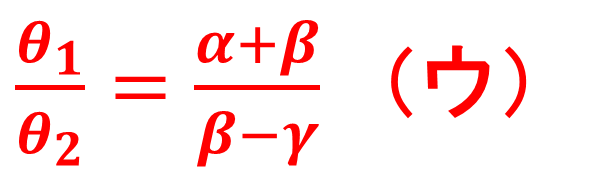 θ₁/θ₂ = (α+β)/(β−γ) （ウ）